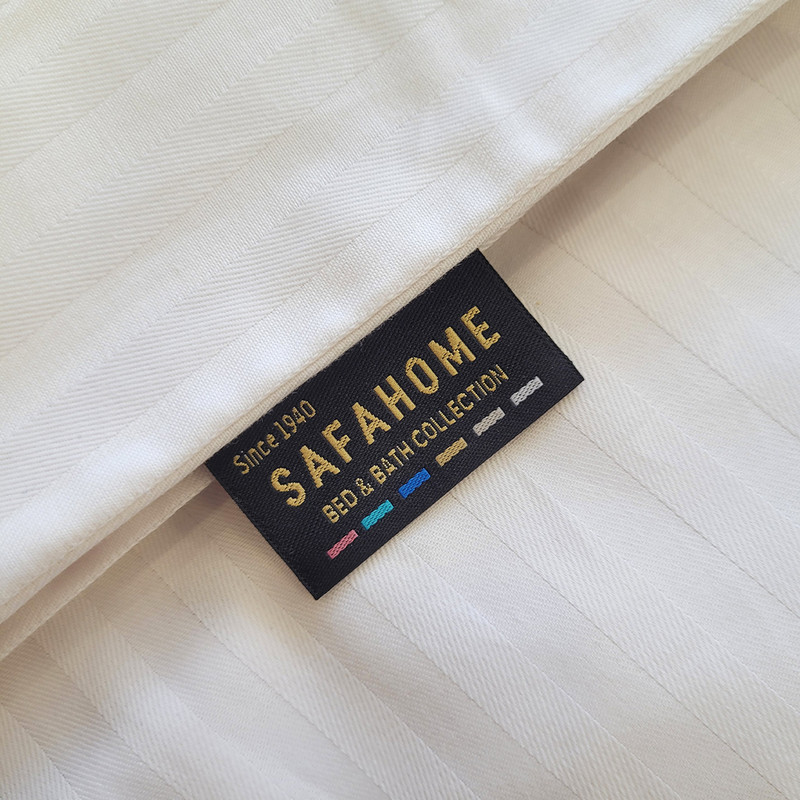 Since 1940
SAFAHOME
BED & BATH COLLECTION